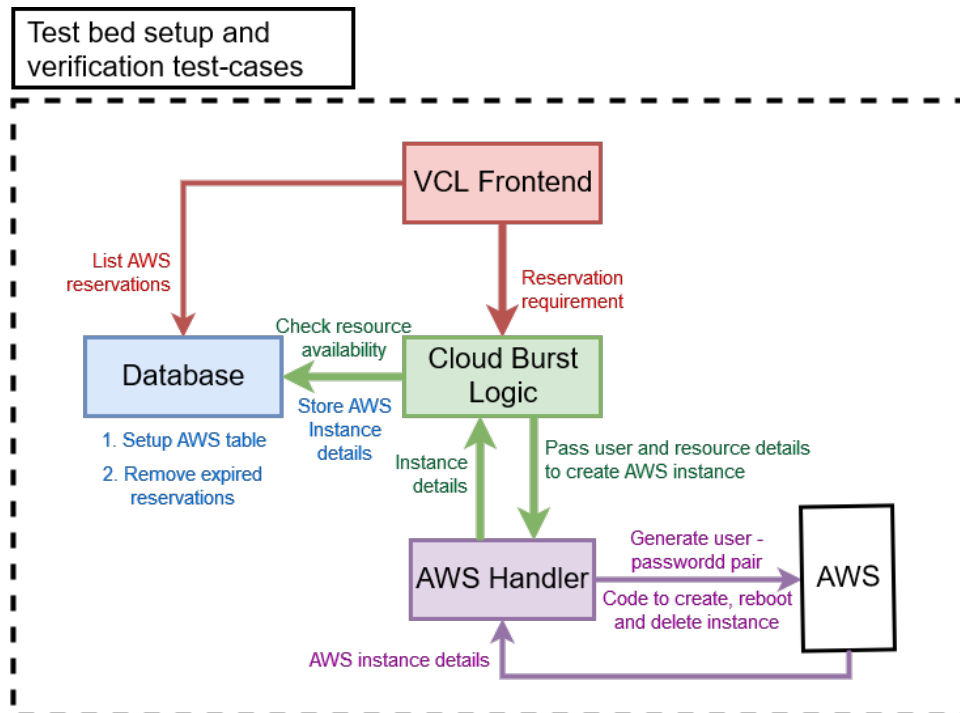 Test bed setup and
verification test-cases
VCL Frontend
List AWS
reservations
Reservation
requirement
Check resource
availability
Database
Cloud Burst
Logic
Store AWS
Instance
details
1. Setup AWS table
2. Remove expired
reservations
Instance
details
Pass user and resource details
to create AWS instance
AWS Handler
Generate user -
passwordd pair
AWS
Code to create, reboot
and delete instance
AWS instance details